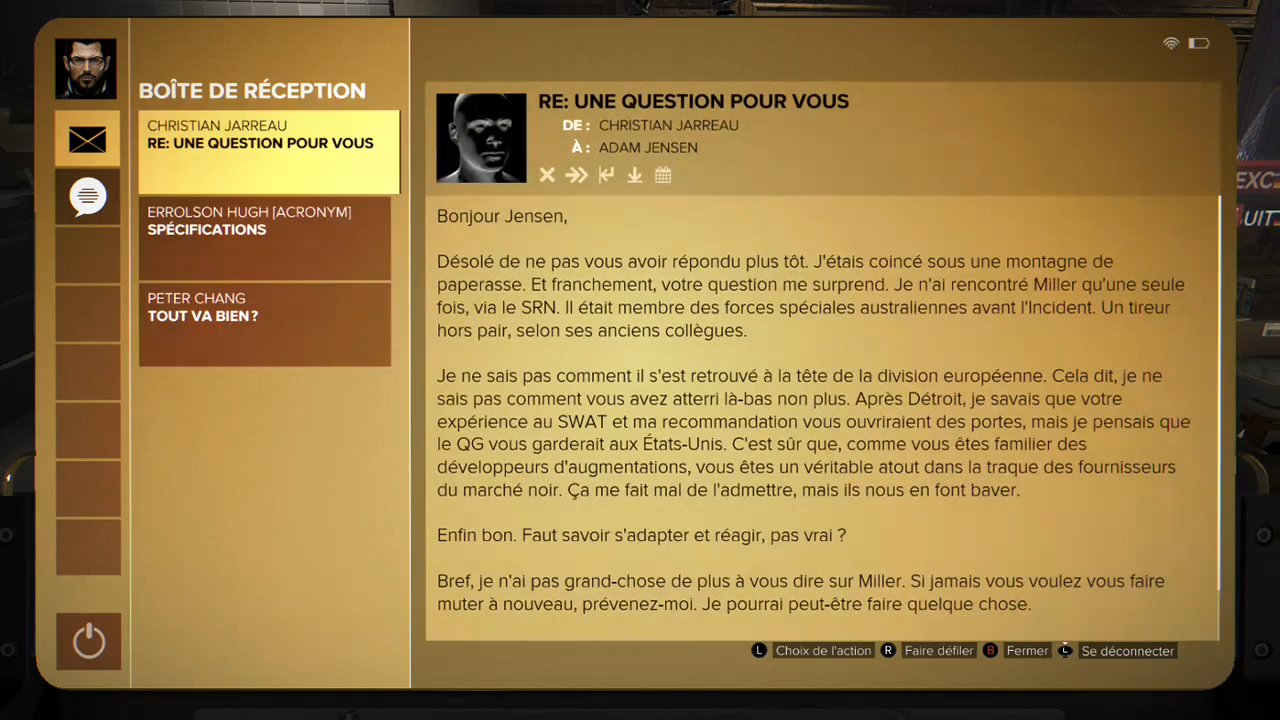 BOÎTE DE RÉCEPTION
CHRISTIAN JARREAU
RE: UNE QUESTION POUR VOUS
ERROLSON HUGH [ACRONYM]
SPÉCIFICATIONS
PETER CHANG
TOUT VA BIEN ?
RE: UNE QUESTION POUR VOUS
DE : CHRISTIAN JARREAU
À : ADAM JENSEN
Bonjour Jensen,
Désolé de ne pas vous avoir répondu plus tôt. J'étais coincé sous une montagne de
paperasse. Et franchement, votre question me surprend. Je n'ai rencontré Miller qu'une seule
fois, via le SRN. Il était membre des forces spéciales australiennes avant l'Incident. Un tireur
hors pair, selon ses anciens collègues.
Je ne sais pas comment il s'est retrouvé à la tête de la division européenne. Cela dit, je ne
sais pas comment vous avez atterri là-bas non plus. Après Détroit, je savais que votre
expérience au SWAT et ma recommandation vous ouvriraient des portes, mais je pensais que
le QG vous garderait aux États-Unis. C'est sûr que, comme vous êtes familier des
développeurs d'augmentations, vous êtes un véritable atout dans la traque des fournisseurs
du marché noir. Ça me fait mal de l'admettre, mais ils nous en font baver.
Enfin bon. Faut savoir s'adapter et réagir, pas vrai ?
Bref, je n'ai pas grand-chose de plus à vous dire sur Miller. Si jamais vous voulez vous faire
muter à nouveau, prévenez-moi. Je pourrai peut-être faire quelque chose.
L Choix de l'action R Faire défiler B Fermer L Se déconnecter